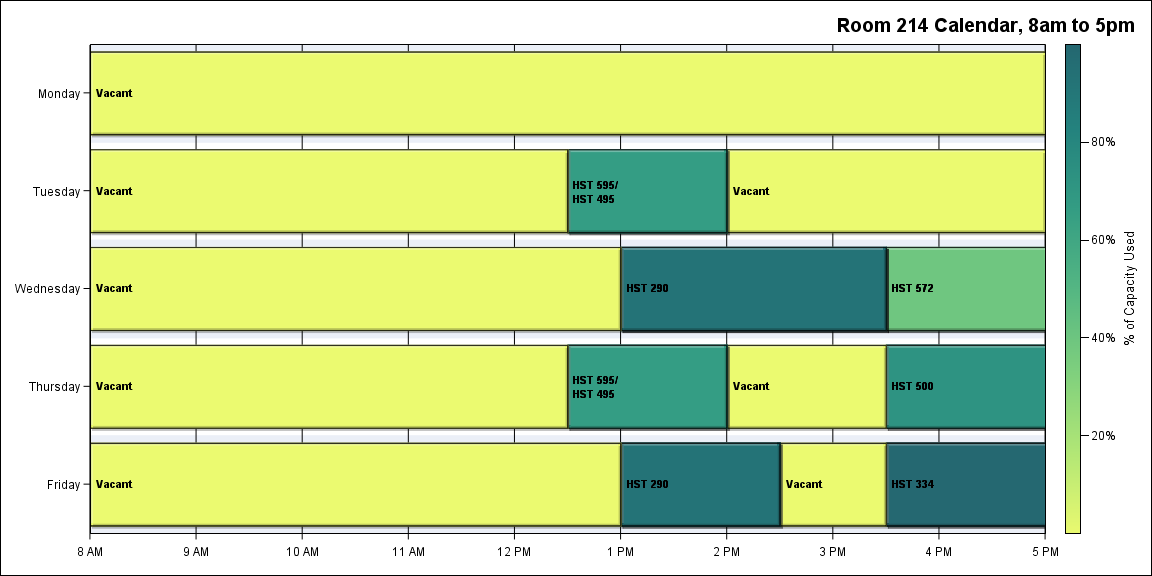 Room 214 Calendar, 8am to 5pm
Monday
Vacant
Tuesday
Vacant
HST 595/
HST 495
Vacant
Wednesday
Vacant
HST 290
HST 572
Thursday
Vacant
HST 595/
HST 495
Vacant
HST 500
Friday
Vacant
HST 290
Vacant
HST 334
8 AM
9 AM
10 AM
11 AM
12 PM
1 PM
2 PM
3 PM
4 PM
5 PM
80%
60%
40%
20%
% of Capacity Used